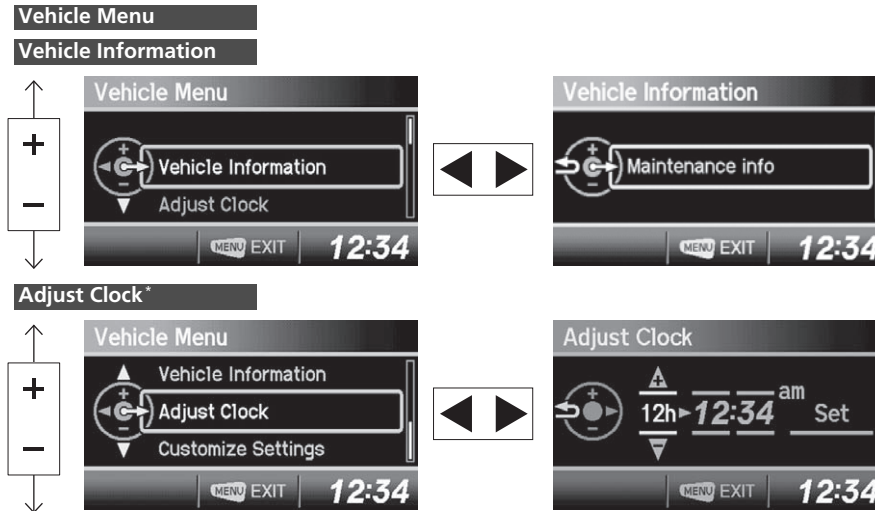 Vehicle Menu
Vehicle Information
+
−
Vehicle Menu
+
Vehicle Information
−
Adjust Clock
MENU EXIT 12:34
Vehicle Information
+
Maintenance info
−
MENU EXIT 12:34
Adjust Clock*
+
−
Vehicle Menu
Vehicle Information
+
Adjust Clock
−
Customize Settings
MENU EXIT 12:34
Adjust Clock
+
+
12h 12:34 am Set
−
−
MENU EXIT 12:34